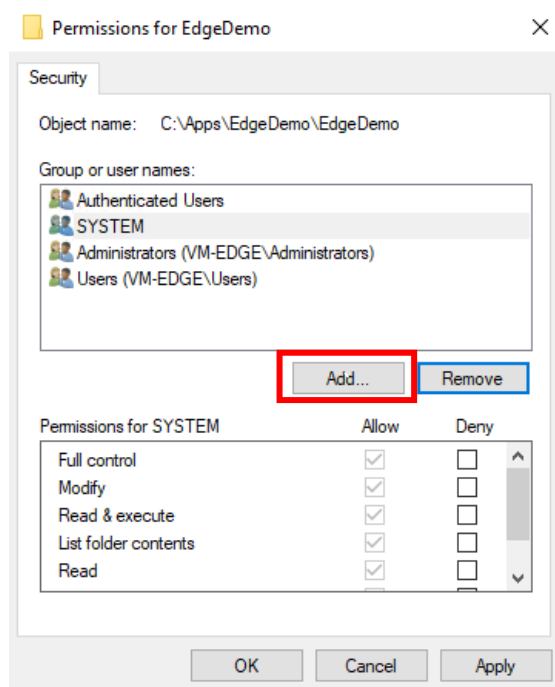 Permissions for EdgeDemo
Security
Object name: C:\Apps\EdgeDemo\EdgeDemo
Group or user names:
Authenticated Users
SYSTEM
Administrators (VM-EDGE\Administrators)
Users (VM-EDGE\Users)
Add... Remove
Permissions for SYSTEM Allow Deny
Full control
Modify
Read & execute
List folder contents
Read
OK Cancel Apply